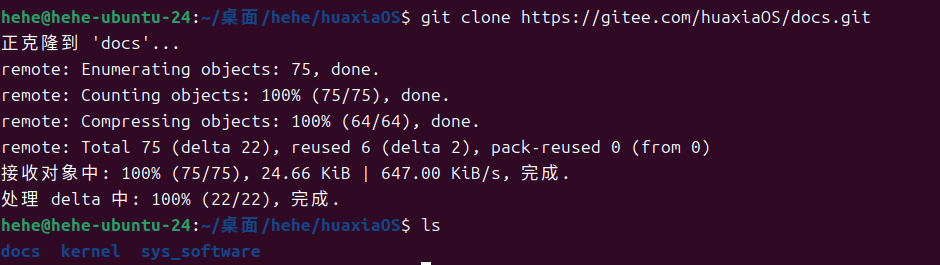 hehe@hehe-ubuntu-24:~/桌面/hehe/huaxiaOS$ git clone https://gitee.com/huaxiaOS/docs.git
正克隆到 'docs'...
remote: Enumerating objects: 75, done.
remote: Counting objects: 100% (75/75), done.
remote: Compressing objects: 100% (64/64), done.
remote: Total 75 (delta 22), reused 6 (delta 2), pack-reused 0 (from 0)
接收对象中: 100% (75/75), 24.66 KiB | 647.00 KiB/s, 完成.
处理 delta 中: 100% (22/22), 完成.
hehe@hehe-ubuntu-24:~/桌面/hehe/huaxiaOS$ ls
docs  kernel  sys_software